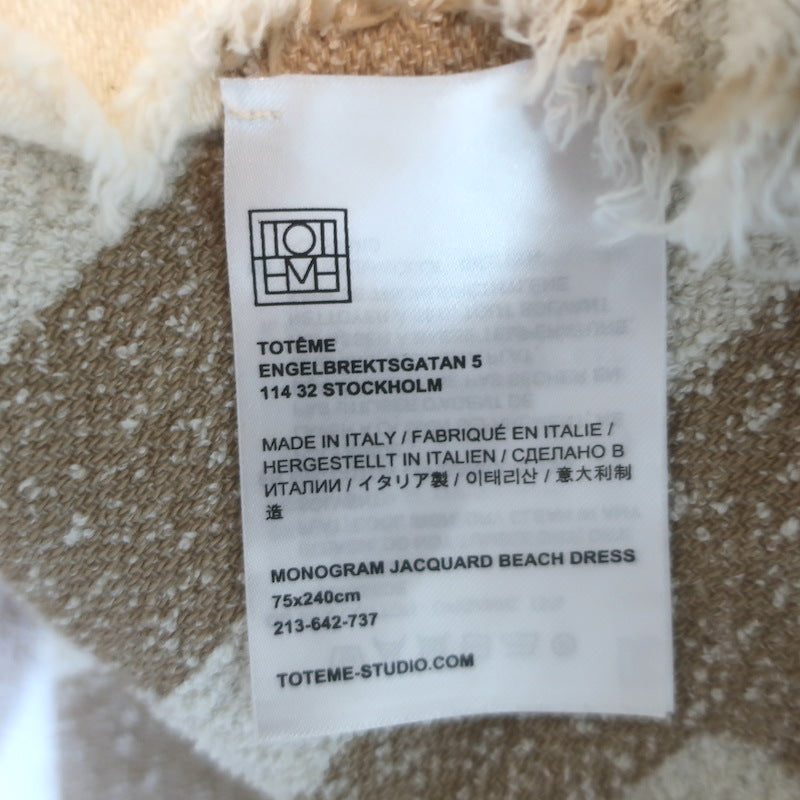 TOTEME
TOTÊME
ENGELBREKTSGATAN 5
114 32 STOCKHOLM
MADE IN ITALY / FABRIQUÉ EN ITALIE /
HERGESTELLT IN ITALIEN / СДЕЛАНО В
ИТАЛИИ / イタリア製 / 이태리산 / 意大利制
造
MONOGRAM JACQUARD BEACH DRESS
75x240cm
213-642-737
TOTEME-STUDIO.COM